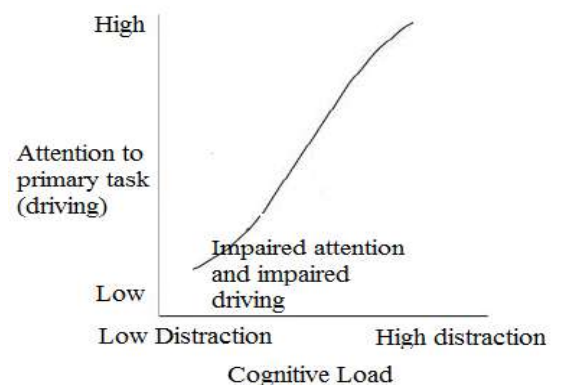 High
Attention to
primary task
(driving)
Impaired attention
and impaired
driving
Low
Low Distraction
High distraction
Cognitive Load